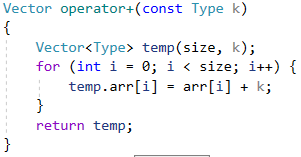 Vector operator+(const Type k)
{
Vector<Type> temp(size, k);
for (int i = 0; i < size; i++) {
temp.arr[i] = arr[i] + k;
}
return temp;
}